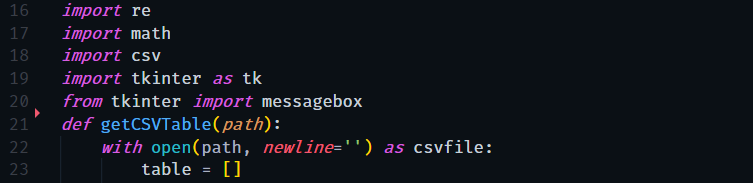 16 import re
17 import math
18 import csv
19 import tkinter as tk
20 from tkinter import messagebox
21 def getCSVTable(path):
22     with open(path, newline='') as csvfile:
23         table = []